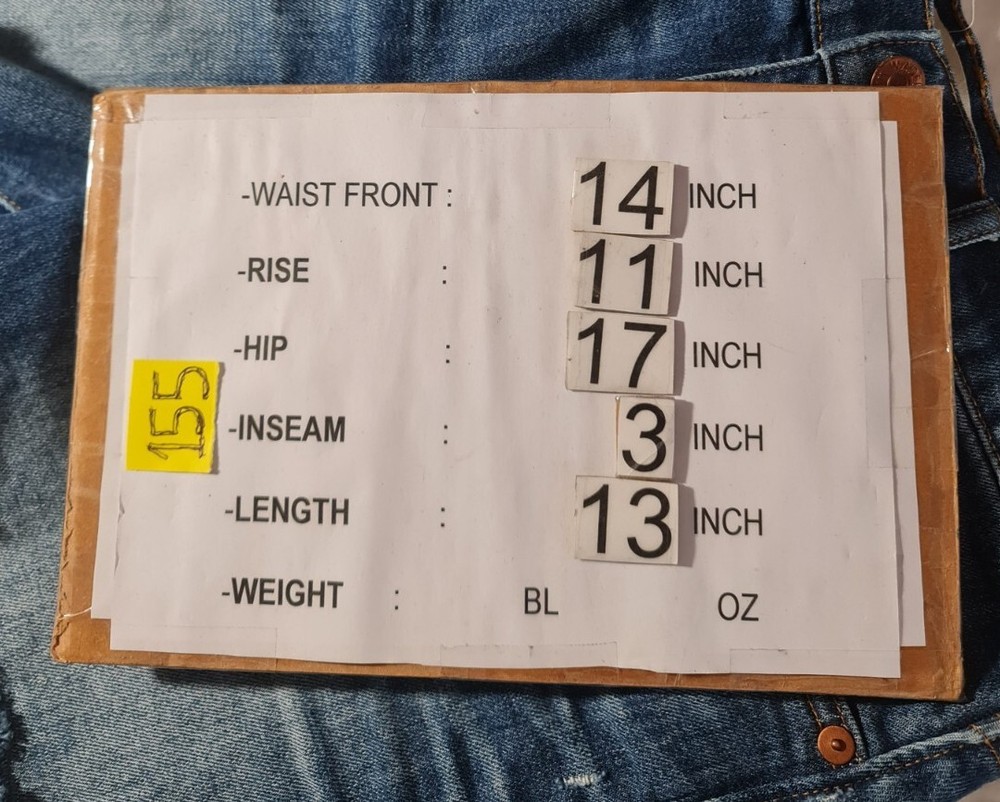 -WAIST FRONT : 14 INCH
-RISE : 11 INCH
-HIP : 17 INCH
155
-INSEAM : 3 INCH
-LENGTH : 13 INCH
-WEIGHT : BL OZ